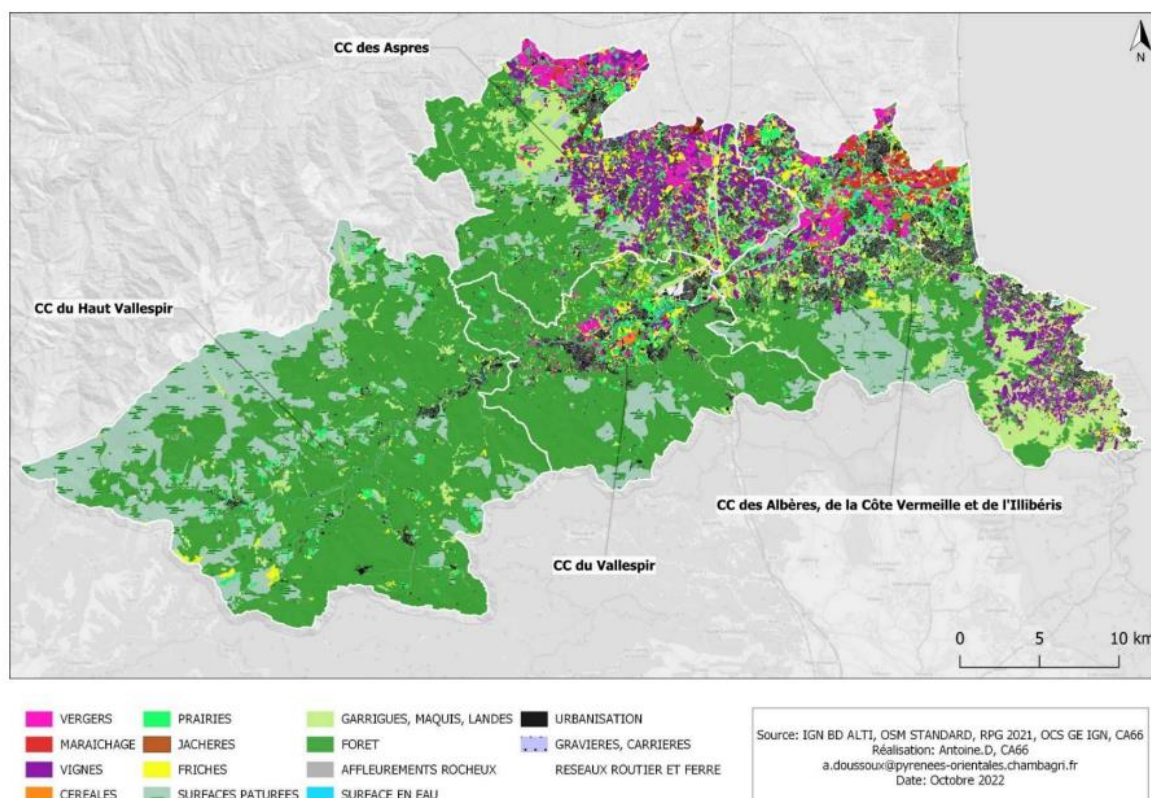 CC des Aspres
N
CC du Haut Vallespir
CC des Albères, de la Côte Vermeille et de l'Illibéris
CC du Vallespir
0 5 10 km
VERGERS
MARAICHAGE
VIGNES
CEREALES
PRAIRIES
JACHERES
FRICHES
SURFACES PATUREES
GARRIGUES, MAQUIS, LANDES
FORET
AFFLEUREMENTS ROCHEUX
SURFACE EN EAU
URBANISATION
GRAVIERES, CARRIERES
RESEAUX ROUTIER ET FERRE
Source: IGN BD ALTI, OSM STANDARD, RPG 2021, OCS GE IGN, CA66
Réalisation: Antoine.D, CA66
a.doussoux@pyrenees-orientales.chambagri.fr
Date: Octobre 2022